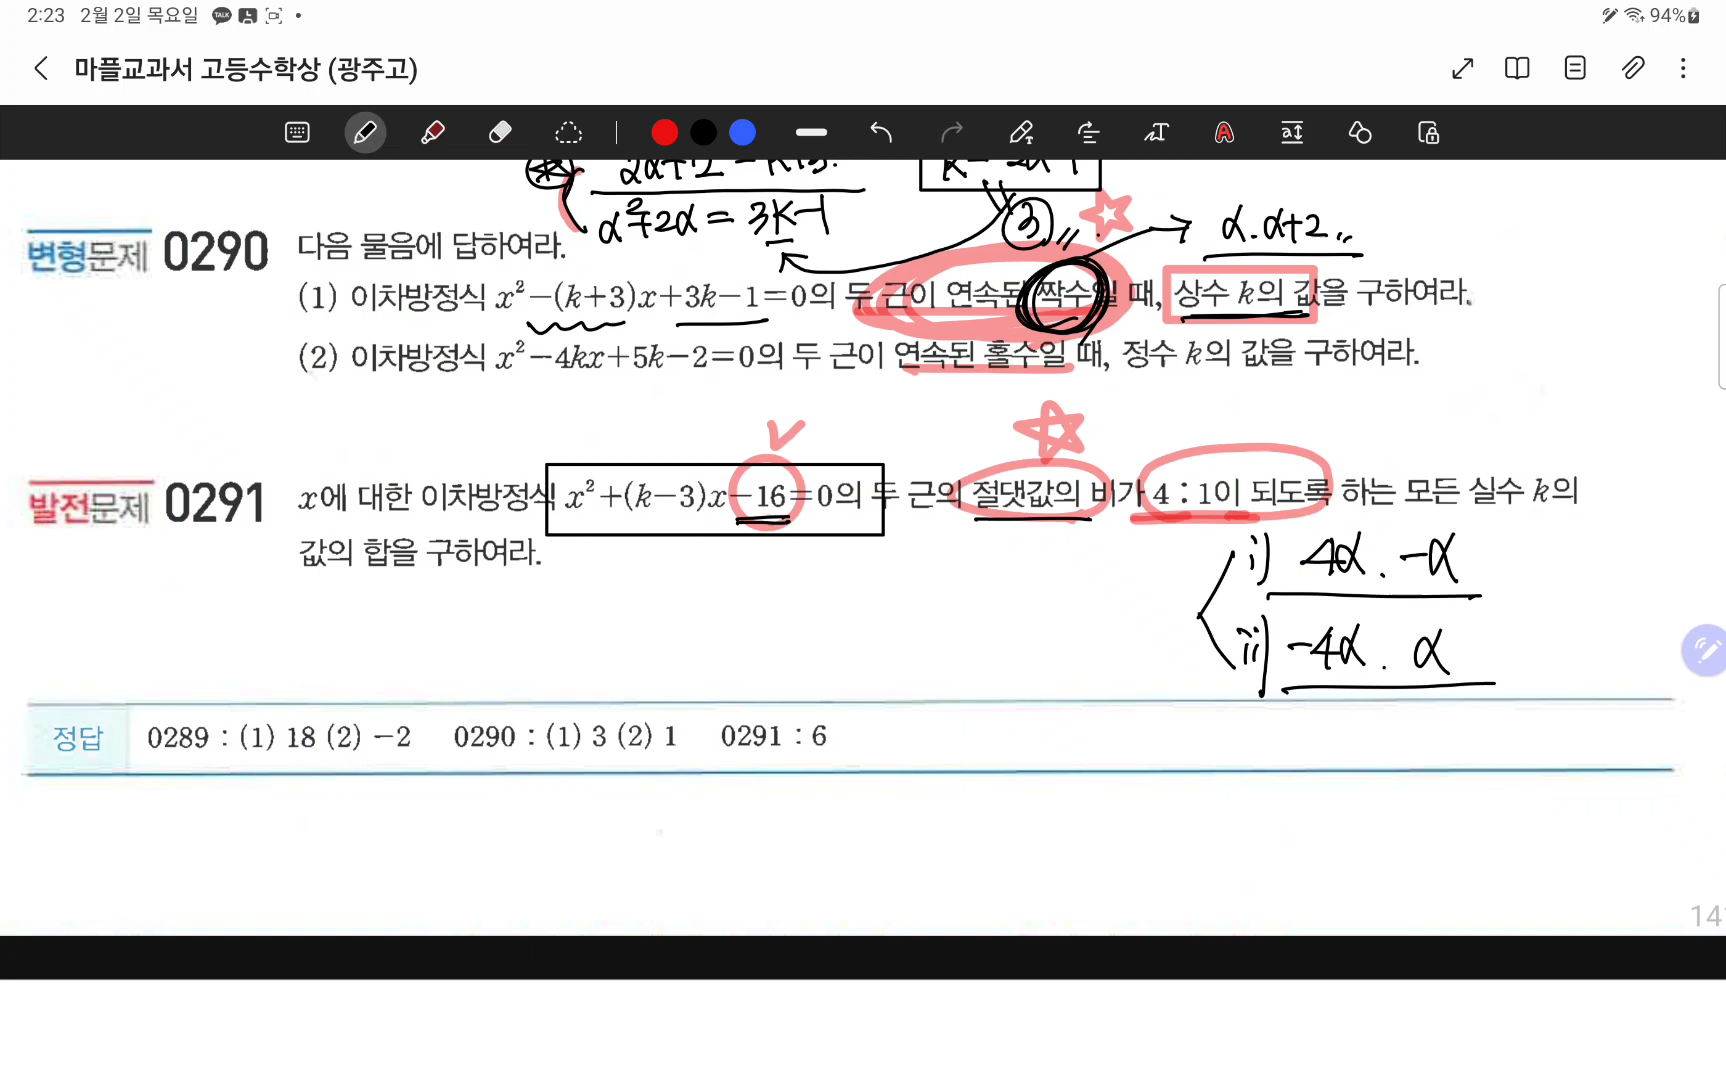 2:23 2월 2일 목요일 94%
마플교과서 고등수학상 (광주고)
2α+2 = k+3.
α²+2α = 3k-1
③
α. α+2
변형문제 0290 다음 물음에 답하여라.
(1) 이차방정식 x²-(k+3)x+3k-1=0의 두 근이 연속된 짝수일 때, 상수 k의 값을 구하여라.
(2) 이차방정식 x²-4kx+5k-2=0의 두 근이 연속된 홀수일 때, 정수 k의 값을 구하여라.
발전문제 0291 x에 대한 이차방정식 x²+(k-3)x-16=0의 두 근의 절댓값의 비가 4 : 1이 되도록 하는 모든 실수 k의
값의 합을 구하여라.
i) 4α . -α
ii) -4α . α
정답 0289 : (1) 18 (2) -2 0290 : (1) 3 (2) 1 0291 : 6